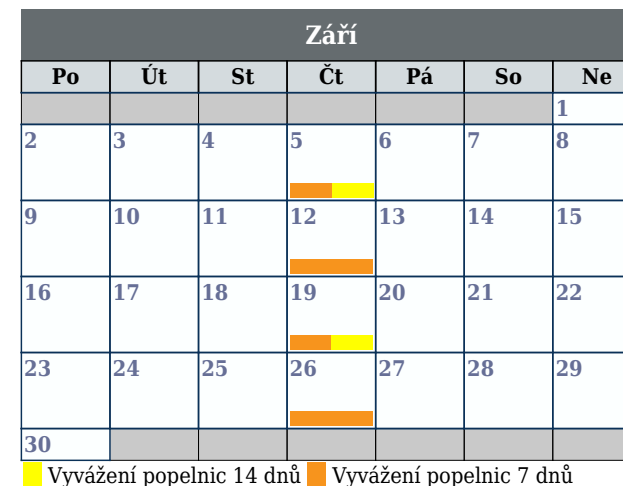 Září
Po Út St Čt Pá So Ne
1
2 3 4 5 6 7 8
9 10 11 12 13 14 15
16 17 18 19 20 21 22
23 24 25 26 27 28 29
30
Vyvážení popelnic 14 dnů Vyvážení popelnic 7 dnů